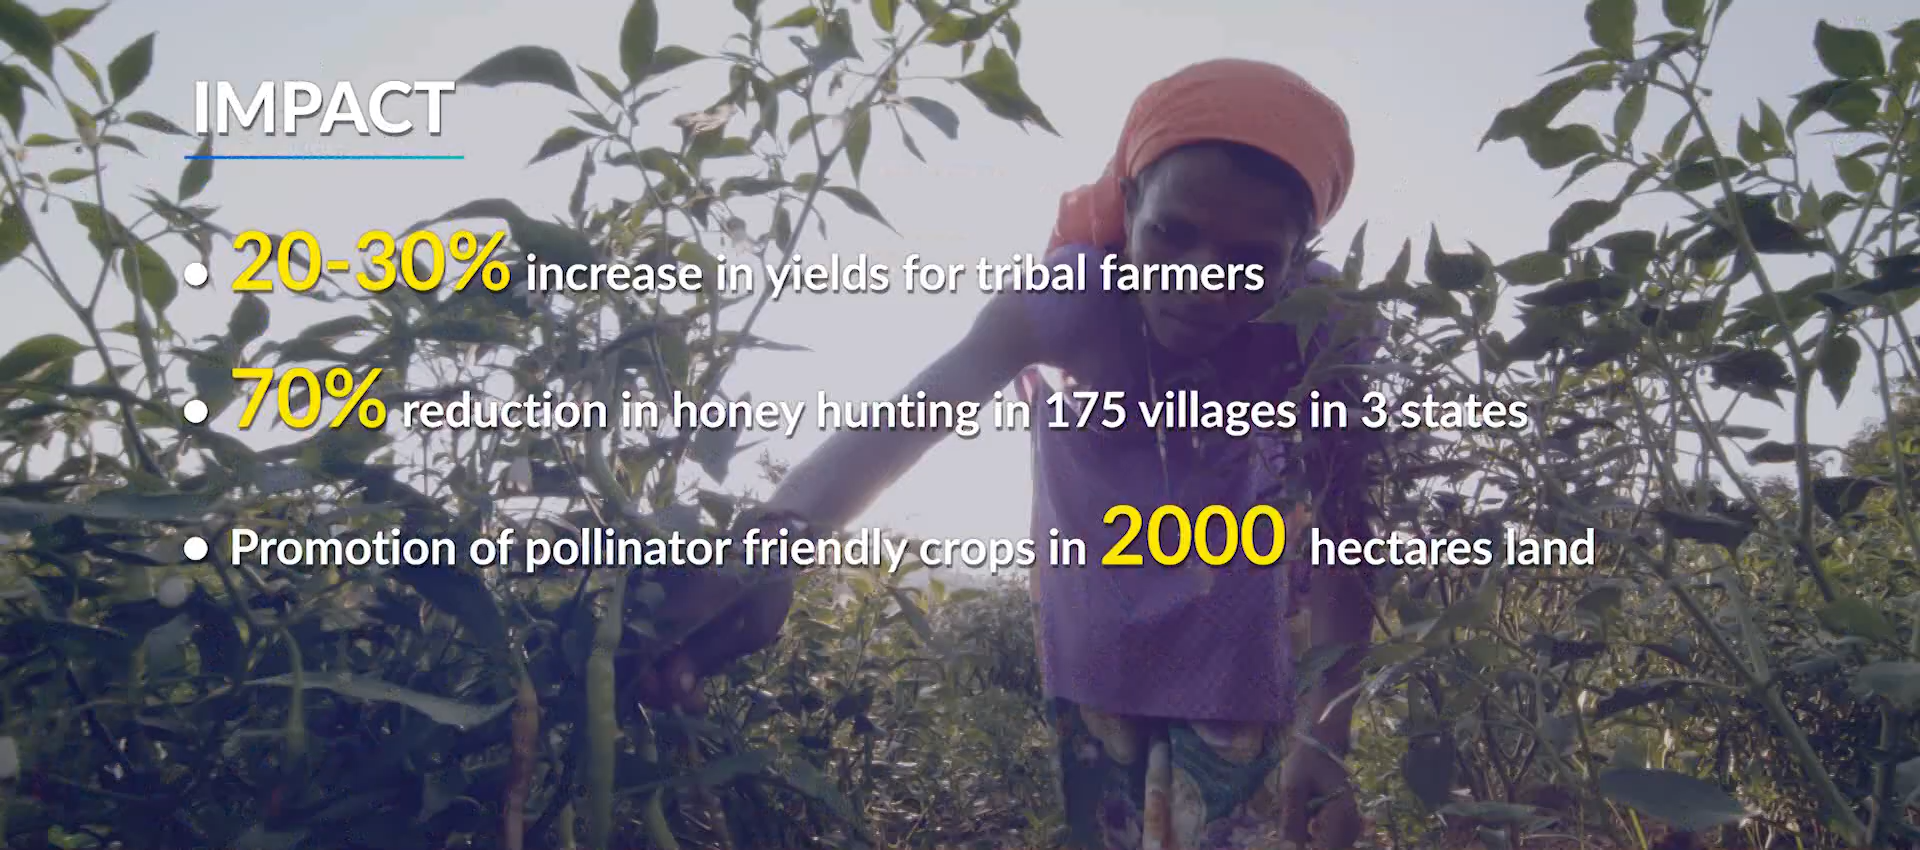 IMPACT
• 20-30% increase in yields for tribal farmers
• 70% reduction in honey hunting in 175 villages in 3 states
• Promotion of pollinator friendly crops in 2000 hectares land